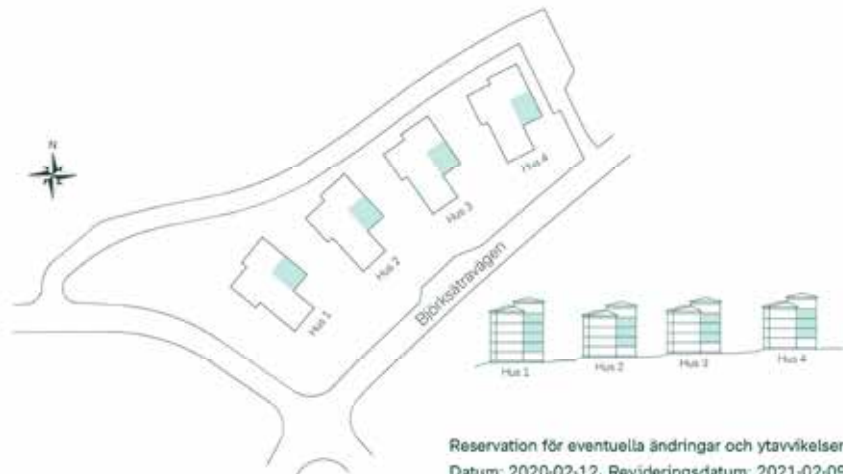 N
Hus 4
Hus 3
Hus 2
Hus 1
Björksätravägen
Hus 1
Hus 2
Hus 3
Hus 4
Reservation för eventuella ändringar och ytavvikelser
Datum: 2020-02-12. Revideringsdatum: 2021-02-09